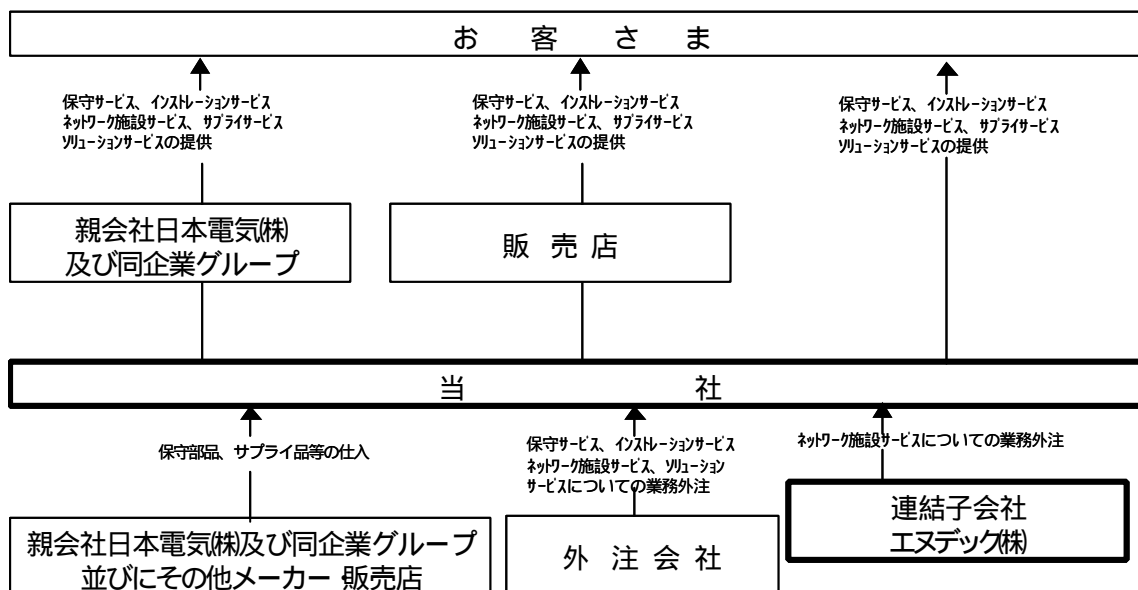 お客さま
保守サービス、インストレーションサービス
ネットワーク施設サービス、サプライサービス
ソリューションサービスの提供
保守サービス、インストレーションサービス
ネットワーク施設サービス、サプライサービス
ソリューションサービスの提供
保守サービス、インストレーションサービス
ネットワーク施設サービス、サプライサービス
ソリューションサービスの提供
親会社日本電気㈱
及び同企業グループ
販売店
当社
保守部品、サプライ品等の仕入
保守サービス、インストレーションサービス
ネットワーク施設サービス、ソリューション
サービスについての業務外注
ネットワーク施設サービスについての業務外注
親会社日本電気㈱及び同企業グループ
並びにその他メーカー・販売店
外注会社
連結子会社
エヌデック㈱